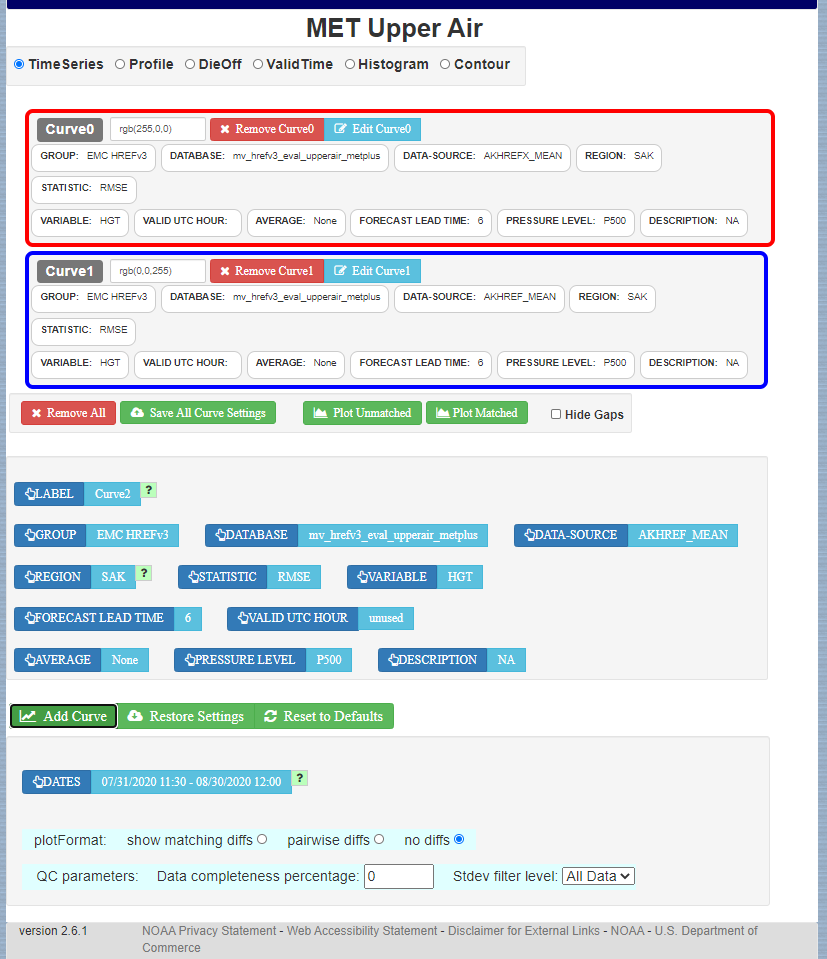 MET Upper Air
TimeSeries Profile DieOff ValidTime Histogram Contour
Curve0 rgb(255,0,0) Remove Curve0 Edit Curve0
GROUP: EMC HREFv3 DATABASE: mv_hrefv3_eval_upperair_metplus DATA-SOURCE: AKHREFX_MEAN REGION: SAK
STATISTIC: RMSE
VARIABLE: HGT VALID UTC HOUR: AVERAGE: None FORECAST LEAD TIME: 6 PRESSURE LEVEL: P500 DESCRIPTION: NA
Curve1 rgb(0,0,255) Remove Curve1 Edit Curve1
GROUP: EMC HREFv3 DATABASE: mv_hrefv3_eval_upperair_metplus DATA-SOURCE: AKHREF_MEAN REGION: SAK
STATISTIC: RMSE
VARIABLE: HGT VALID UTC HOUR: AVERAGE: None FORECAST LEAD TIME: 6 PRESSURE LEVEL: P500 DESCRIPTION: NA
Remove All Save All Curve Settings Plot Unmatched Plot Matched Hide Gaps
LABEL Curve2 ?
GROUP EMC HREFv3 DATABASE mv_hrefv3_eval_upperair_metplus DATA-SOURCE AKHREF_MEAN
REGION SAK ? STATISTIC RMSE VARIABLE HGT
FORECAST LEAD TIME 6 VALID UTC HOUR unused
AVERAGE None PRESSURE LEVEL P500 DESCRIPTION NA
Add Curve Restore Settings Reset to Defaults
DATES 07/31/2020 11:30 - 08/30/2020 12:00 ?
plotFormat: show matching diffs pairwise diffs no diffs
QC parameters: Data completeness percentage: 0 Stdev filter level: All Data
version 2.6.1 NOAA Privacy Statement - Web Accessibility Statement - Disclaimer for External Links - NOAA - U.S. Department of
Commerce